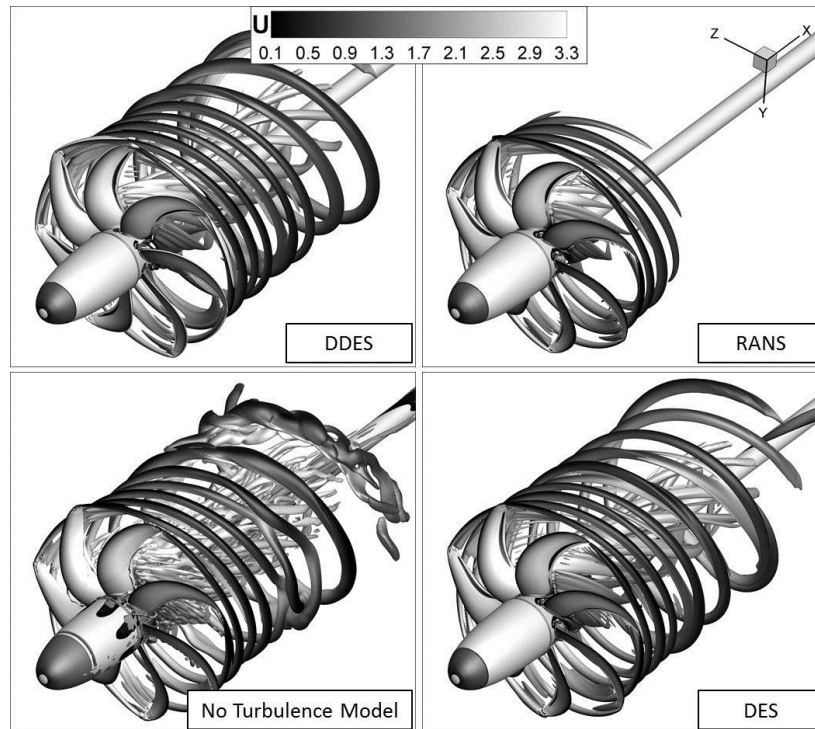 U
0.1 0.5 0.9 1.3 1.7 2.1 2.5 2.9 3.3
Z X
Y
DDES
RANS
No Turbulence Model
DES